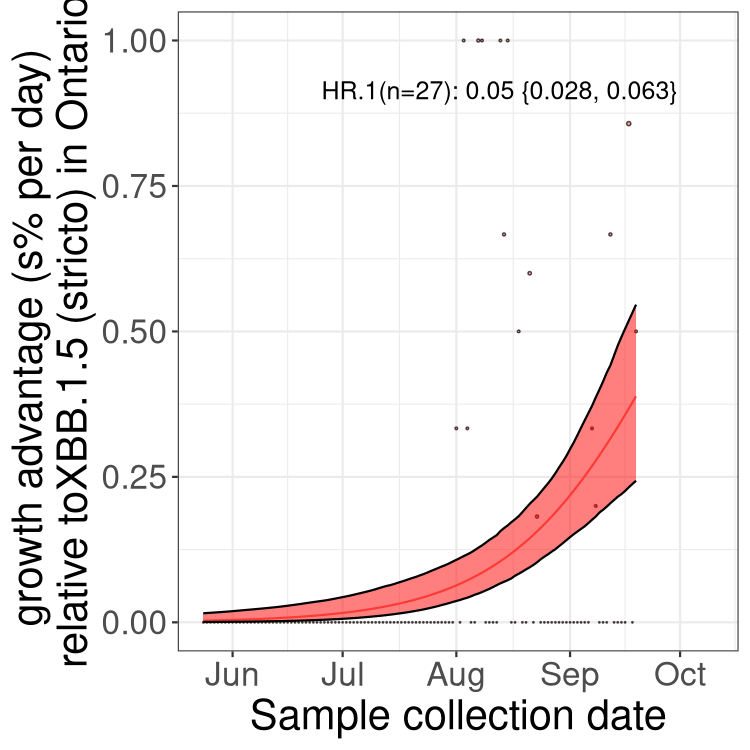 growth advantage (s% per day)
relative toXBB.1.5 (stricto) in Ontario
1.00
0.75
0.50
0.25
0.00
HR.1(n=27): 0.05 {0.028, 0.063}
Jun Jul Aug Sep Oct
Sample collection date